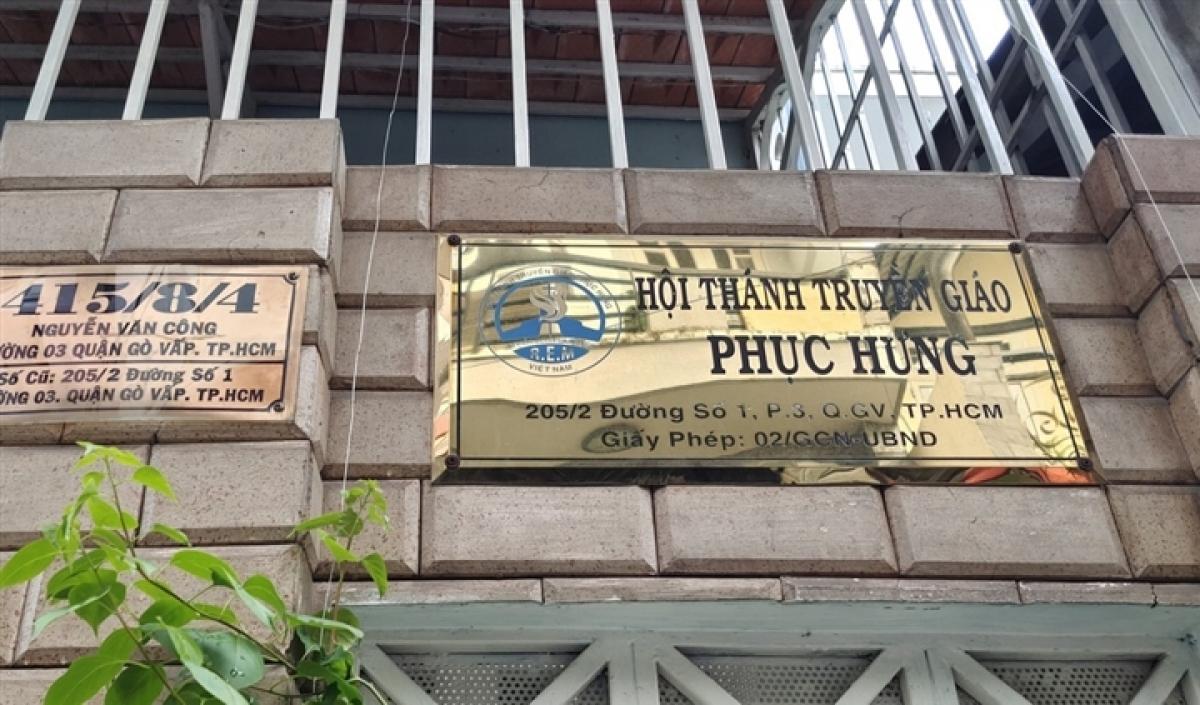 415/8/4
NGUYỄN VĂN CÔNG
ƯỜNG 03 QUẬN GÒ VẤP. TP.HCM
Số Cũ: 205/2 Đường Số 1
ỜNG 03. QUẬN GÒ VẤP. TP.HCM
R.E.M
VIỆT NAM
HỘI THÁNH TRUYỀN GIÁO
PHỤC HƯNG
205/2 Đường Số 1, P.3, Q.GV, TP.HCM
Giấy Phép: 02/GCN-UBND